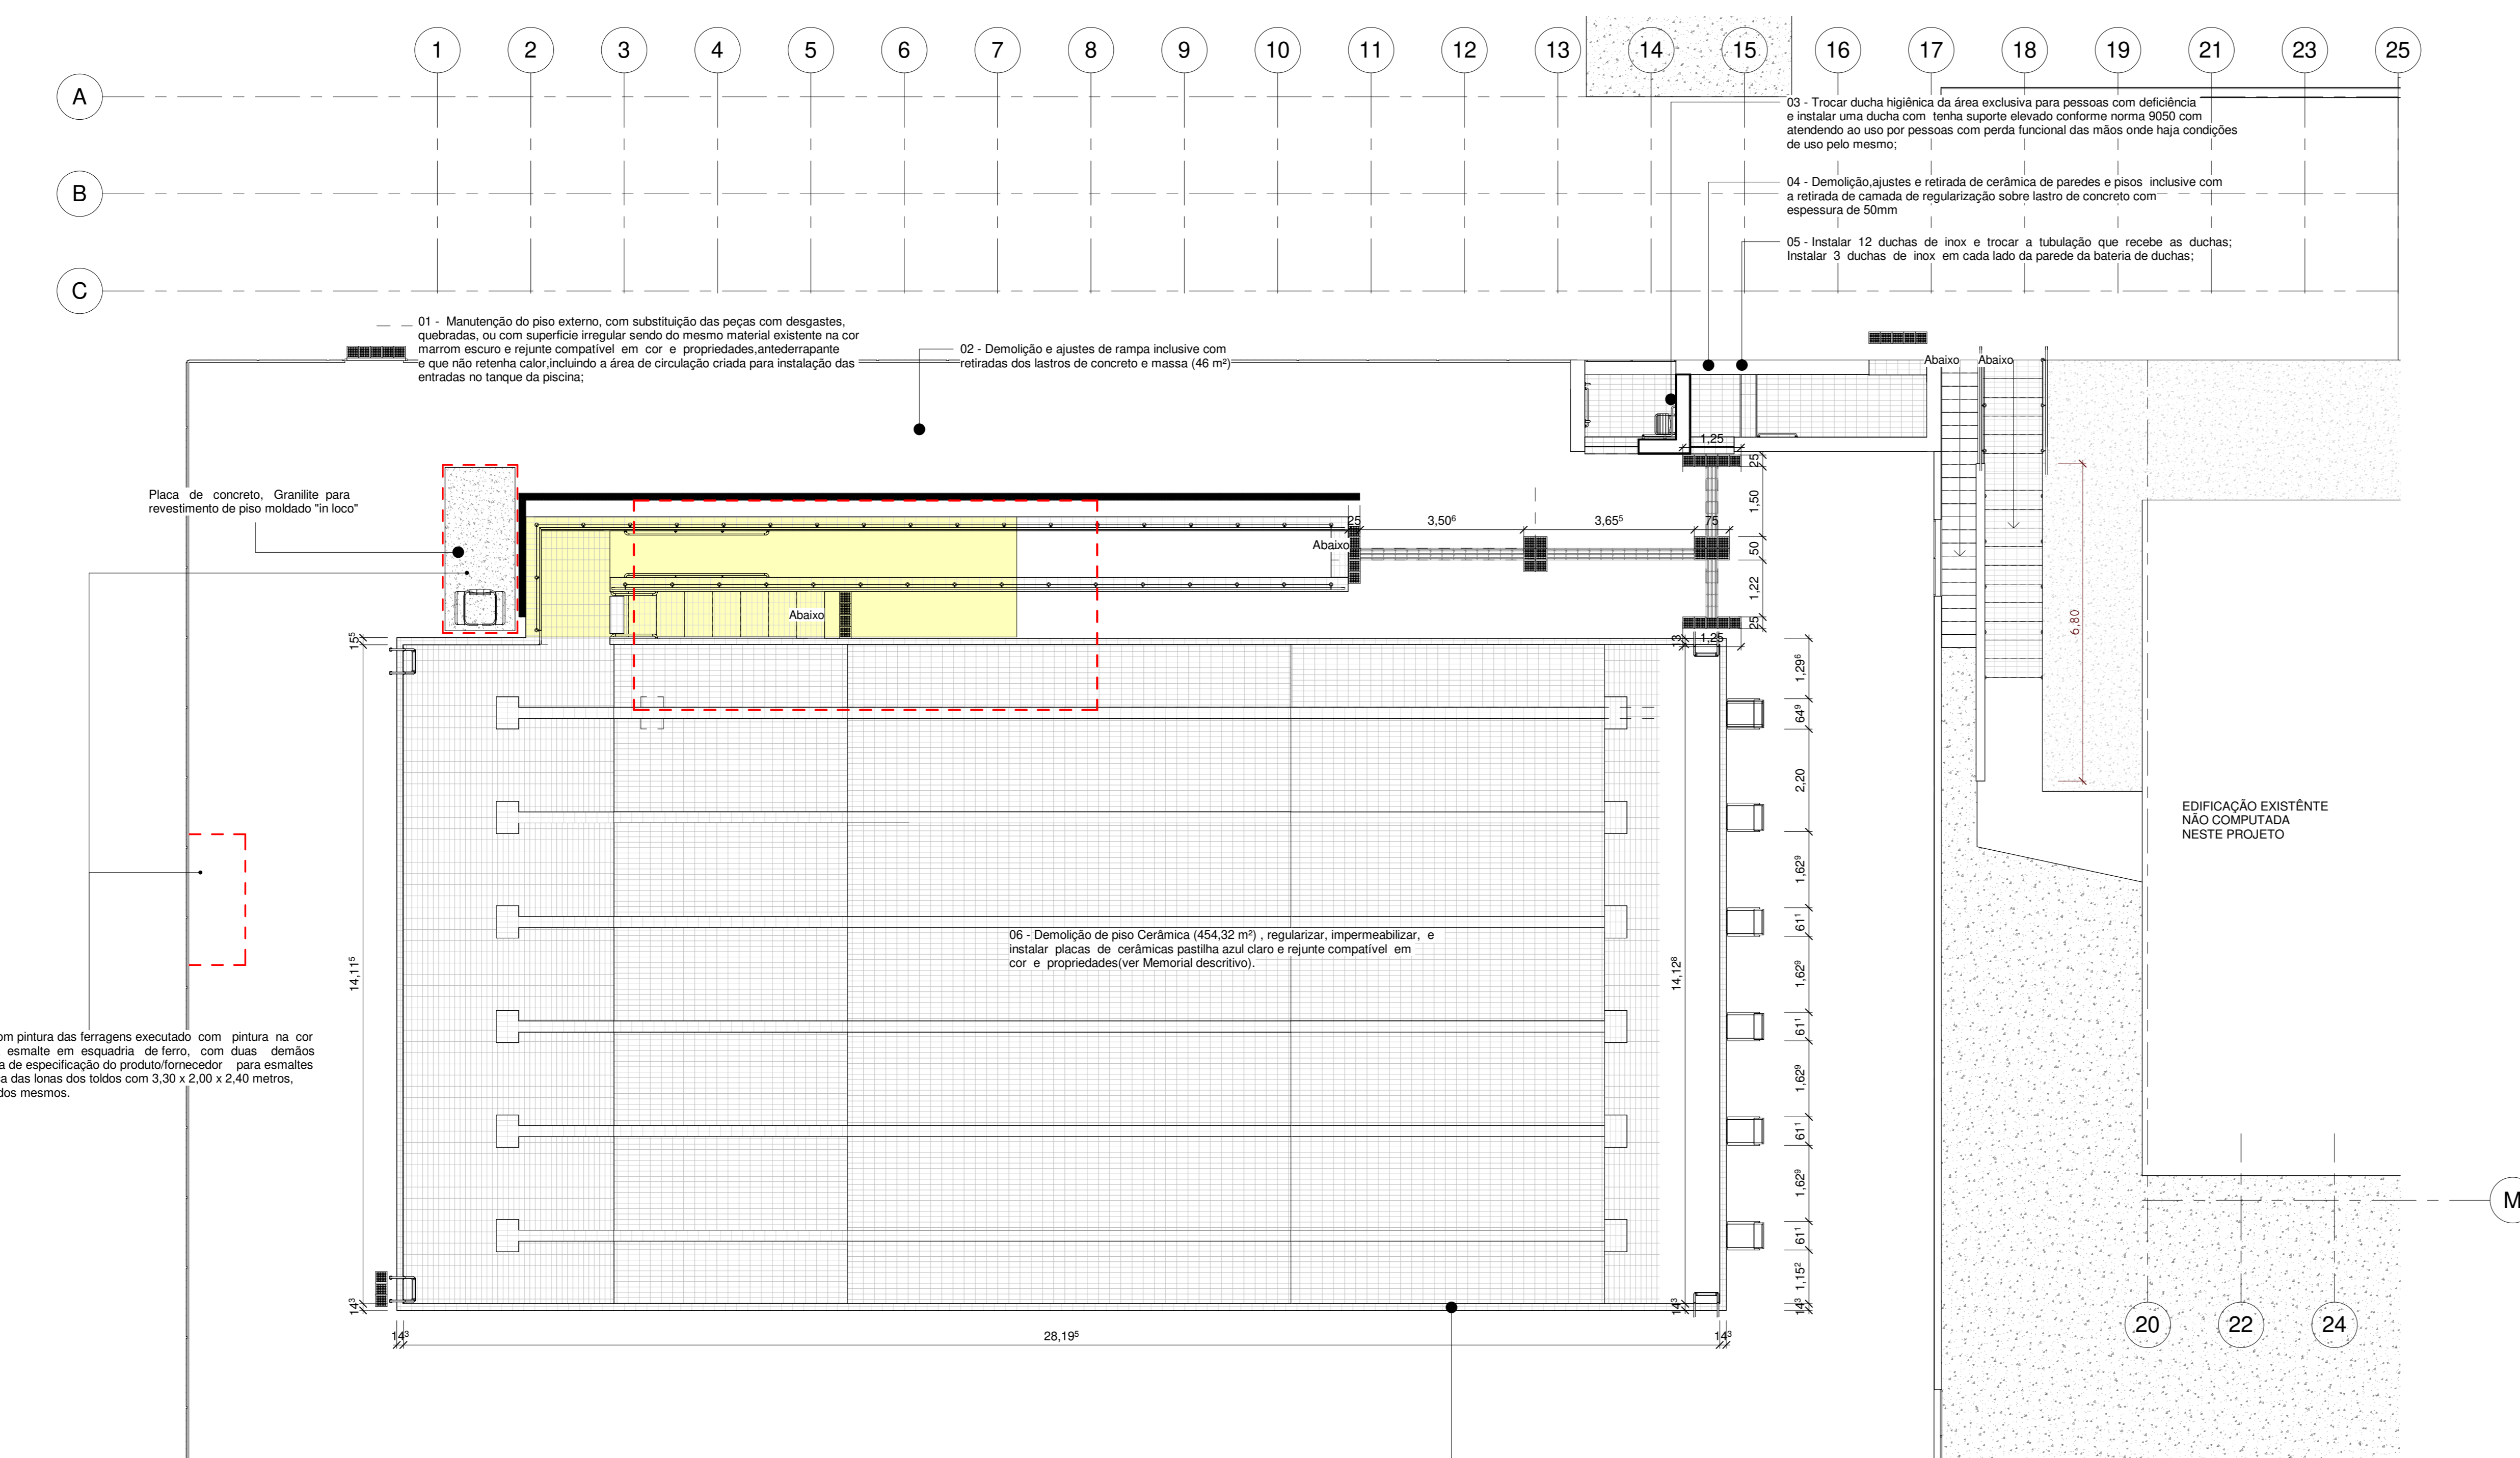 1 2 3 4 5 6 7 8 9 10 11 12 13 14 15 16 17 18 19 21 23 25
A
B
C
03 - Trocar ducha higiênica da área exclusiva para pessoas com deficiência
e instalar uma ducha com tenha suporte elevado conforme norma 9050 com
atendendo ao uso por pessoas com perda funcional das mãos onde haja condições
de uso pelo mesmo;
04 - Demolição,ajustes e retirada de cerâmica de paredes e pisos inclusive com
a retirada de camada de regularização sobre lastro de concreto com
espessura de 50mm
05 - Instalar 12 duchas de inox e trocar a tubulação que recebe as duchas;
Instalar 3 duchas de inox em cada lado da parede da bateria de duchas;
01 - Manutenção do piso externo, com substituição das peças com desgastes,
quebradas, ou com superficie irregular sendo do mesmo material existente na cor
marrom escuro e rejunte compatível em cor e propriedades,antederrapante
e que não retenha calor,incluindo a área de circulação criada para instalação das
entradas no tanque da piscina;
02 - Demolição e ajustes de rampa inclusive com
retiradas dos lastros de concreto e massa (46 m²)
Abaixo
Abaixo
Placa de concreto, Granilite para
revestimento de piso moldado "in loco"
1,25
25
1,50
50
1,22
25
25
3,50⁶
3,65⁵
75
Abaixo
Abaixo
13
1,25
15⁵
14,11⁵
14³
6,80
1,29⁶
64⁹
2,20
1,62⁹
61¹
1,62⁹
61¹
1,62⁹
61¹
1,62⁹
61¹
1,15²
14³
EDIFICAÇÃO EXISTÊNTE
NÃO COMPUTADA
NESTE PROJETO
06 - Demolição de piso Cerâmica (454,32 m²) , regularizar, impermeabilizar, e
instalar placas de cerâmicas pastilha azul claro e rejunte compatível em
cor e propriedades(ver Memorial descritivo).
14,12⁸
14³
om pintura das ferragens executado com pintura na cor
esmalte em esquadria de ferro, com duas demãos
a de especificação do produto/fornecedor para esmaltes
a das lonas dos toldos com 3,30 x 2,00 x 2,40 metros,
dos mesmos.
M
20 22 24
14³
28,19⁵
14³